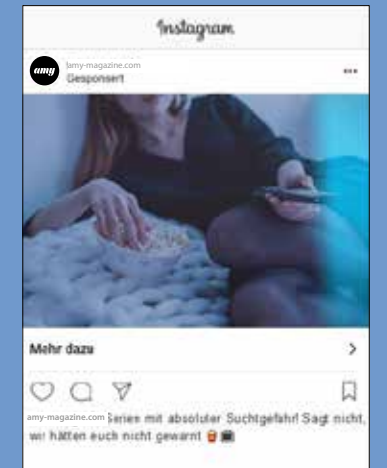 Instagram
amy
amy-magazine.com
Gesponsert
Mehr dazu
amy-magazine.com Serien mit absoluter Suchtgefahr! Sagt nicht,
wir hätten euch nicht gewarnt